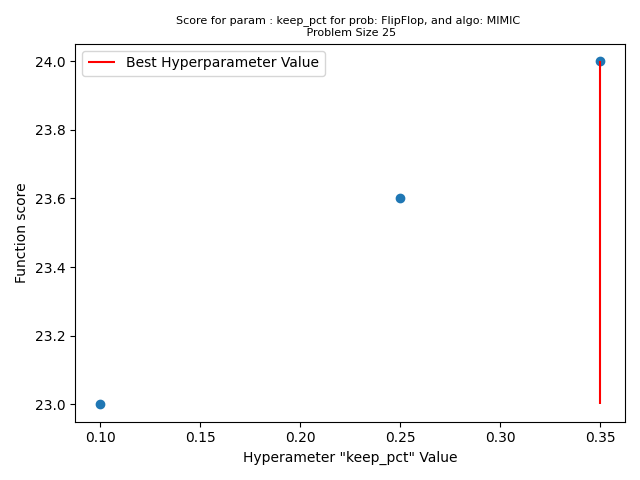 Score for param : keep_pct for prob: FlipFlop, and algo: MIMIC
Problem Size 25
Best Hyperparameter Value
Function score
24.0
23.8
23.6
23.4
23.2
23.0
0.10 0.15 0.20 0.25 0.30 0.35
Hyperameter "keep_pct" Value